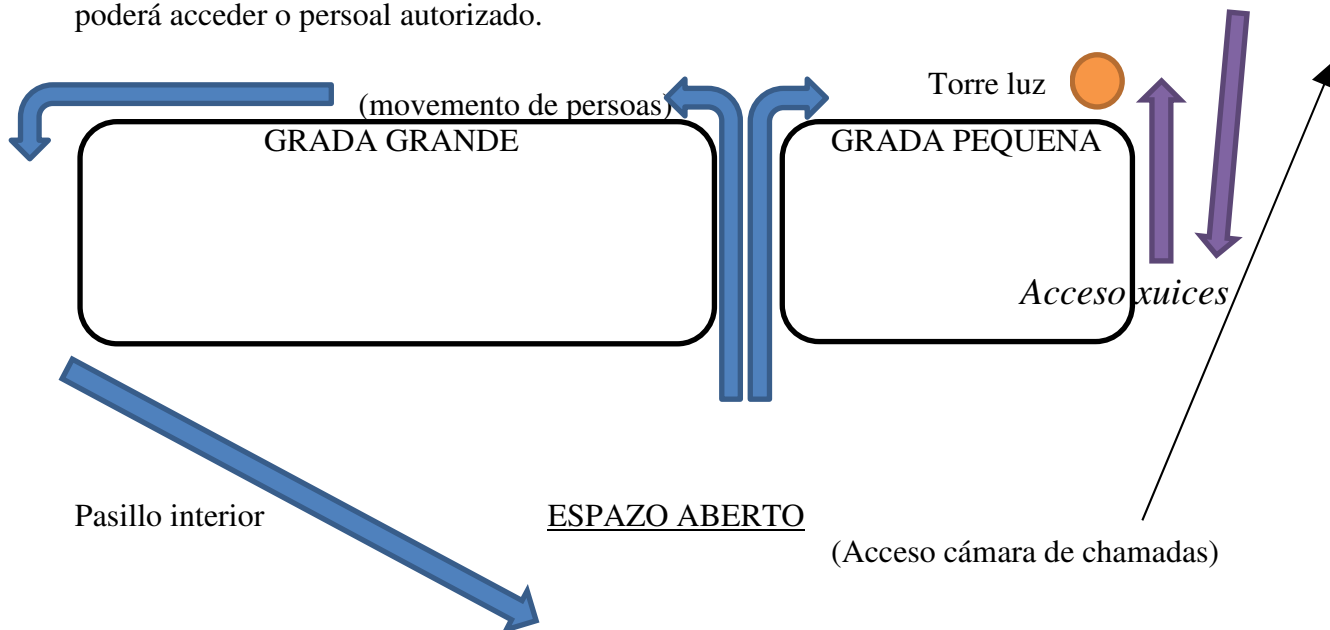 poderá acceder o persoal autorizado.
Torre luz
(movemento de persoas)
GRADA GRANDE
GRADA PEQUENA
Acceso xuices
Pasillo interior
ESPAZO ABERTO
(Acceso cámara de chamadas)